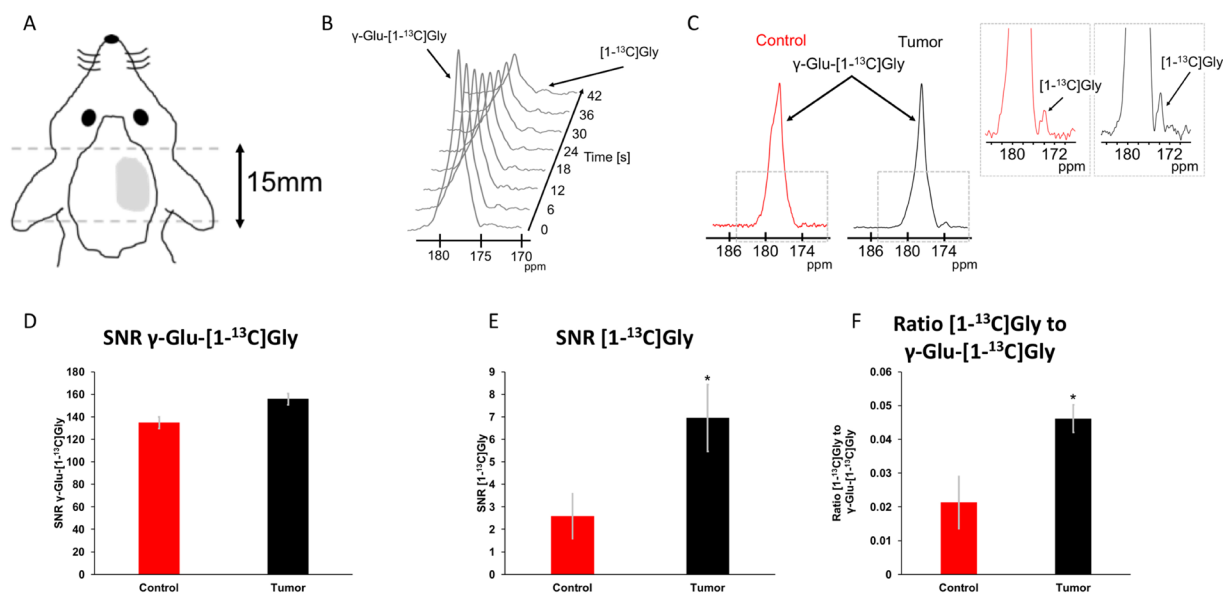 A
15mm
B
γ-Glu-[1-¹³C]Gly
[1-¹³C]Gly
42
36
30
24
18
12
6
0
Time [s]
180
175
170
ppm
C
Control
Tumor
γ-Glu-[1-¹³C]Gly
186
180
174
ppm
186
180
174
ppm
[1-¹³C]Gly
180
172
ppm
[1-¹³C]Gly
180
172
ppm
D
SNR γ-Glu-[1-¹³C]Gly
SNR γ-Glu-[1-¹³C]Gly
180
160
140
120
100
80
60
40
20
0
Control
Tumor
E
SNR [1-¹³C]Gly
SNR [1-¹³C]Gly
9
8
7
6
5
4
3
3
2
1
0
*
Control
Tumor
F
Ratio [1-¹³C]Gly to
γ-Glu-[1-¹³C]Gly
Ratio [1-¹³C]Gly to
γ-Glu-[1-¹³C]Gly
0.06
0.05
0.04
0.03
0.02
0.01
0
*
Control
Tumor